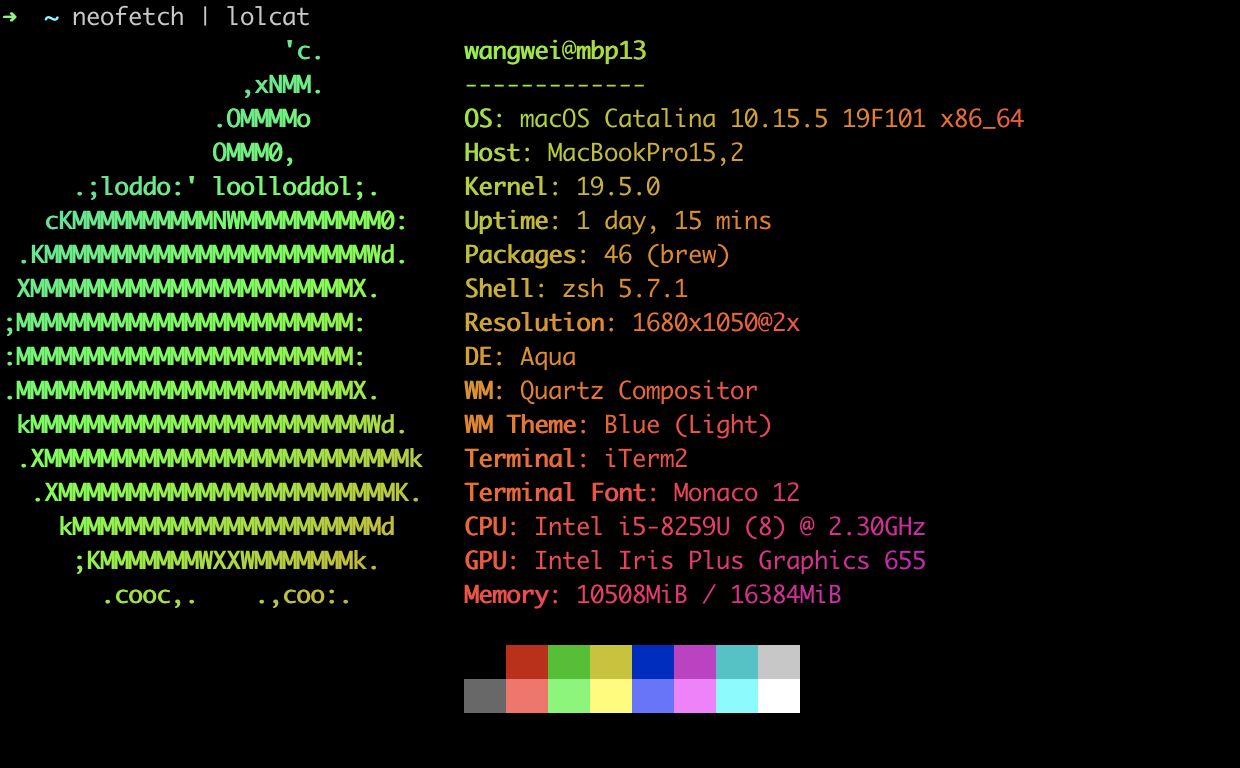 ➜  ~ neofetch | lolcat
                    'c.          wangwei@mbp13
                 ,xNMM.          -------------
               .OMMMMo           OS: macOS Catalina 10.15.5 19F101 x86_64
               OMMM0,            Host: MacBookPro15,2
     .;loddo:' loolloddol;.      Kernel: 19.5.0
   cKMMMMMMMMMMNWMMMMMMMMMM0:    Uptime: 1 day, 15 mins
 .KMMMMMMMMMMMMMMMMMMMMMMMWd.    Packages: 46 (brew)
 XMMMMMMMMMMMMMMMMMMMMMMMX.      Shell: zsh 5.7.1
;MMMMMMMMMMMMMMMMMMMMMMMM:       Resolution: 1680x1050@2x
:MMMMMMMMMMMMMMMMMMMMMMMM:       DE: Aqua
.MMMMMMMMMMMMMMMMMMMMMMMMX.      WM: Quartz Compositor
 kMMMMMMMMMMMMMMMMMMMMMMMMWd.    WM Theme: Blue (Light)
 .XMMMMMMMMMMMMMMMMMMMMMMMMMMk   Terminal: iTerm2
  .XMMMMMMMMMMMMMMMMMMMMMMMMK.   Terminal Font: Monaco 12
    kMMMMMMMMMMMMMMMMMMMMMMd     CPU: Intel i5-8259U (8) @ 2.30GHz
     ;KMMMMMMMWXXWMMMMMMMk.      GPU: Intel Iris Plus Graphics 655
       .cooc,.    .,coo:.        Memory: 10508MiB / 16384MiB